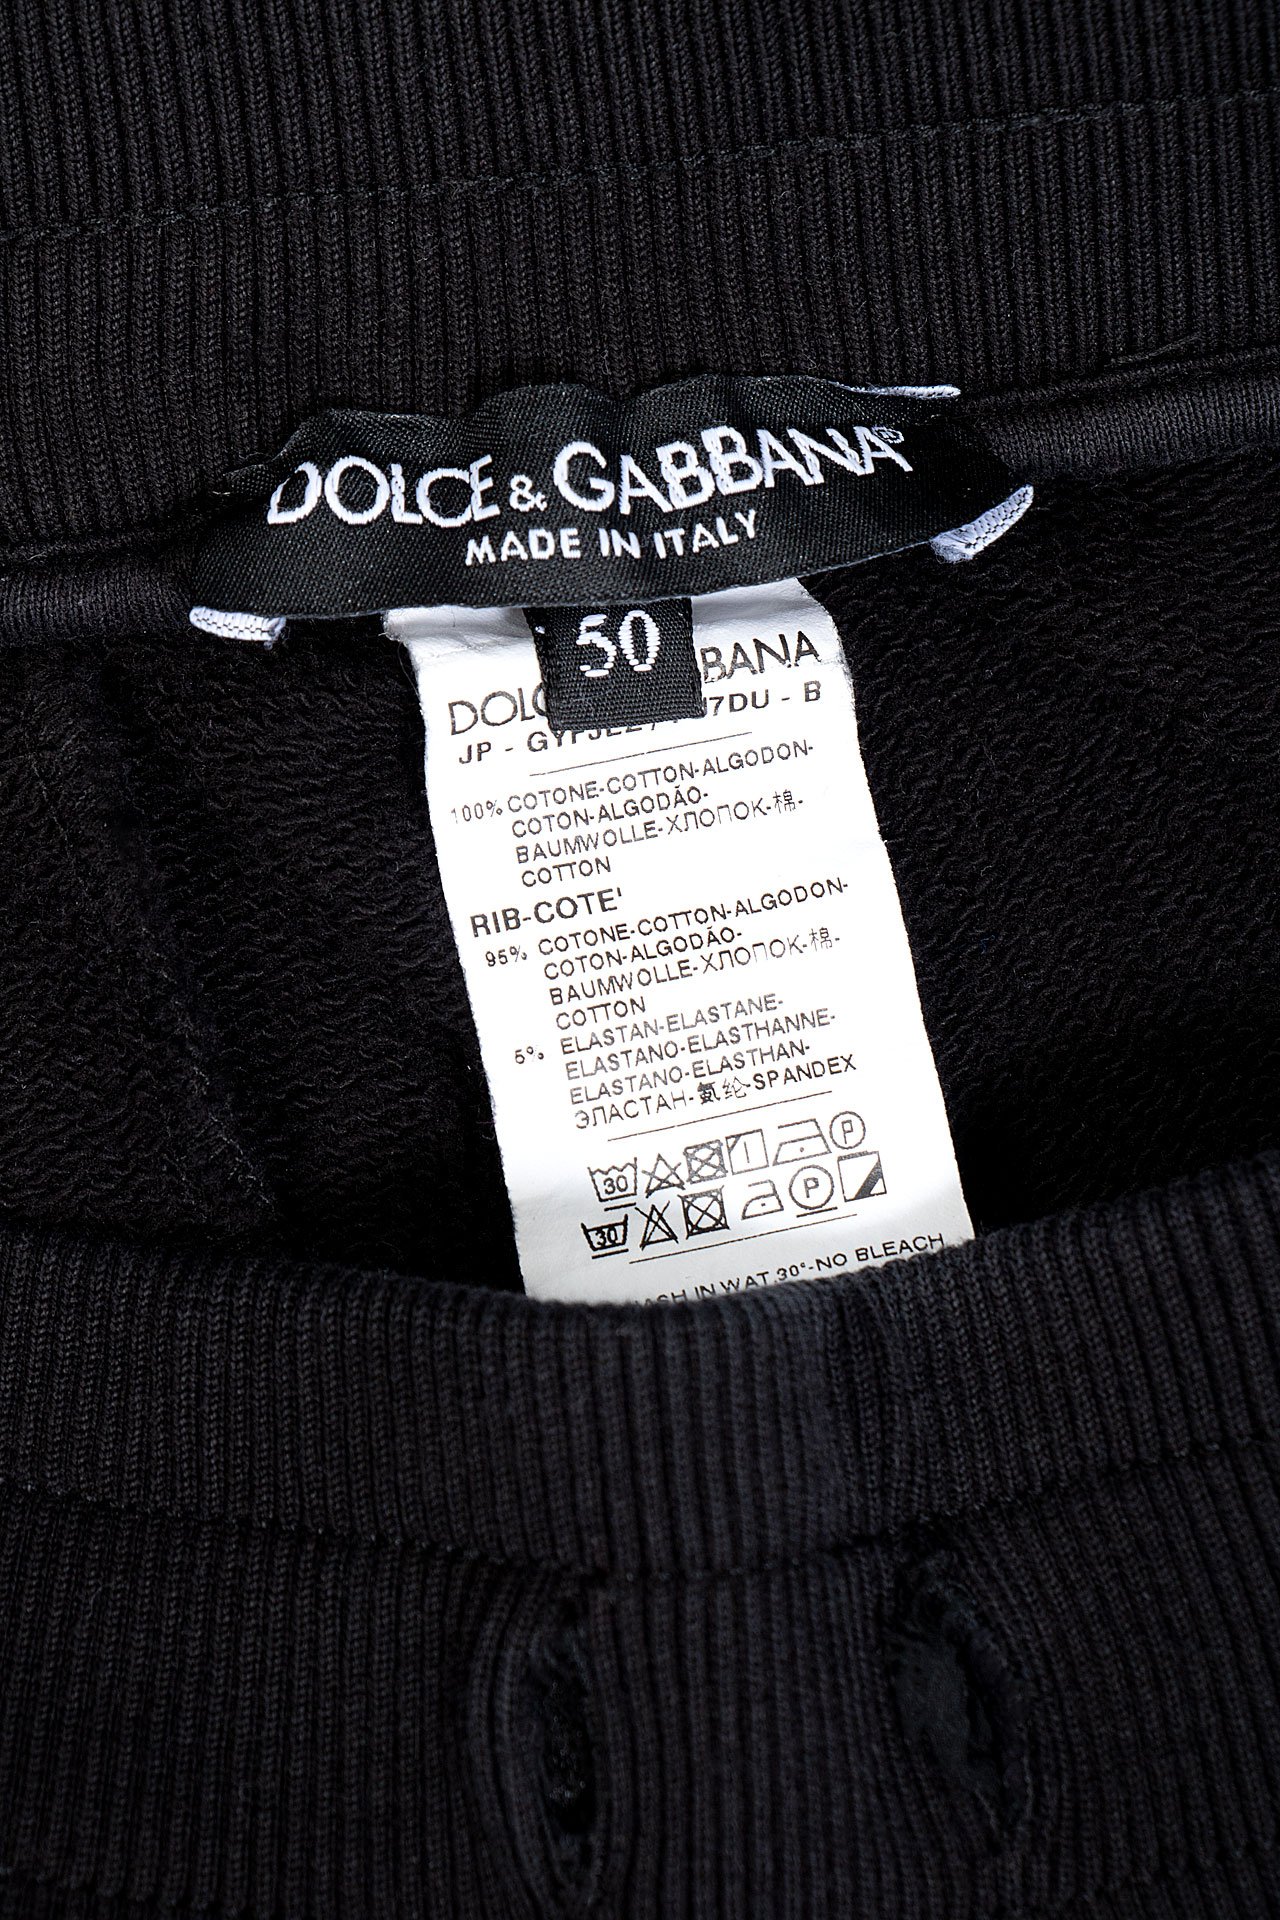 DOLCE & GABBANA®
MADE IN ITALY
50
BANA
JP - 7DU - B
100% COTONE-COTTON-ALGODON-
COTON-ALGODÃO-
BAUMWOLLE-ХЛОПОК-棉-
COTTON
RIB-COTE'
95% COTONE-COTTON-ALGODON-
COTON-ALGODÃO-
BAUMWOLLE-ХЛОПОК-棉-
COTTON
5% ELASTAN-ELASTANE-
ELASTANO-ELASTHANNE-
ELASTANO-ELASTHAN-
ЭЛАСТАН-氨纶-SPANDEX
30 P
30 P
IN WAT.30°-NO BLEACH